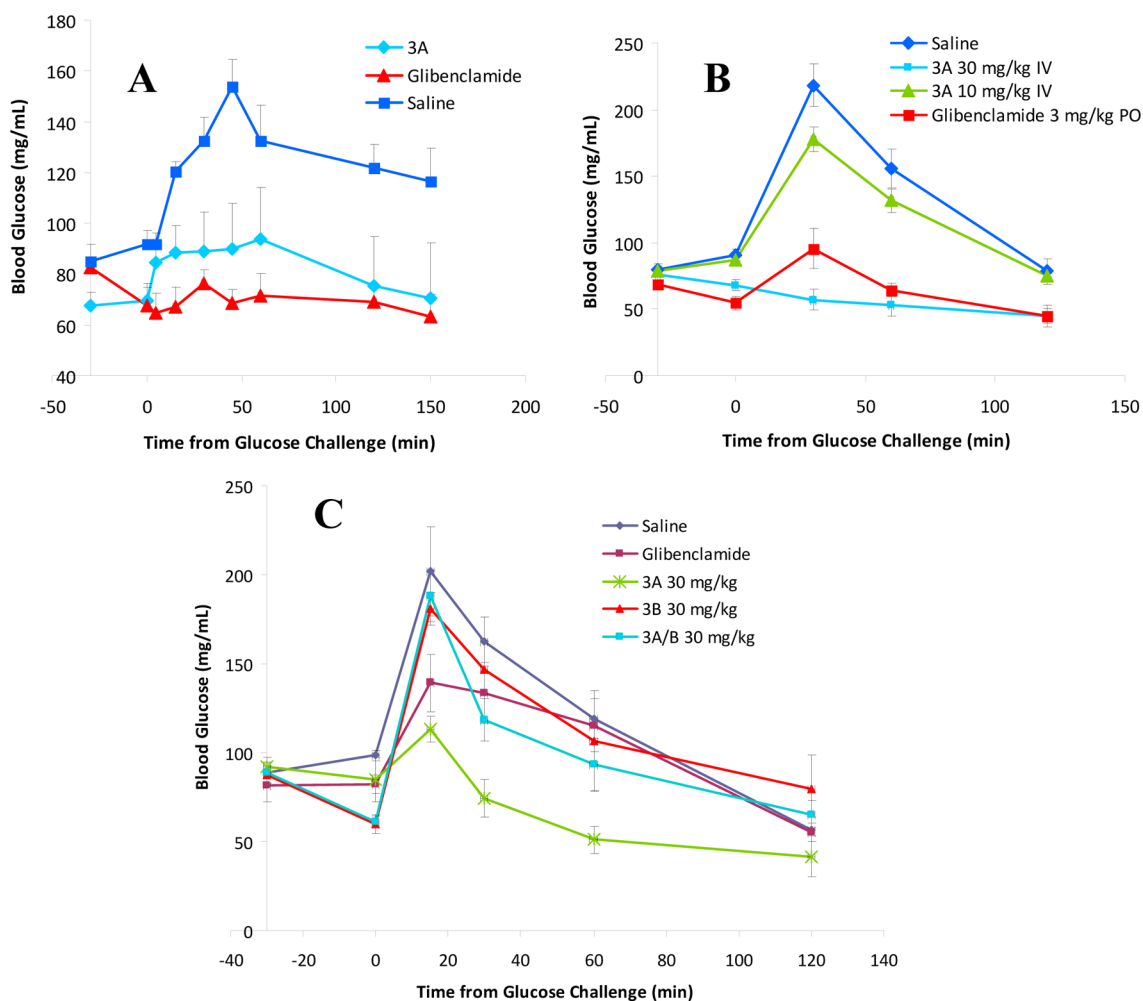 A
180
160
140
120
100
80
60
40
-50
0
50
100
150
200
Blood Glucose (mg/mL)
Time from Glucose Challenge (min)
3A
Glibenclamide
Saline
B
250
200
150
100
50
0
-50
0
50
100
150
Blood Glucose (mg/mL)
Time from Glucose Challenge (min)
Saline
3A 30 mg/kg IV
3A 10 mg/kg IV
Glibenclamide 3 mg/kg PO
C
250
200
150
100
50
0
-40
-20
0
20
40
60
80
100
120
140
Blood Glucose (mg/mL)
Time from Glucose Challenge (min)
Saline
Glibenclamide
3A 30 mg/kg
3B 30 mg/kg
3A/B 30 mg/kg